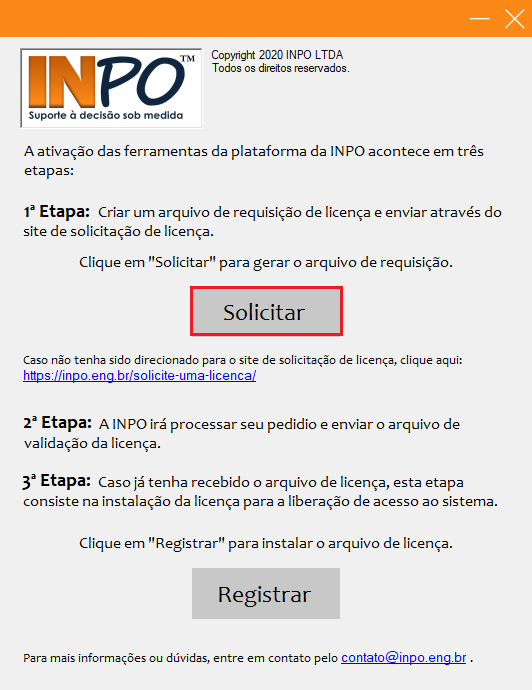 INPO™
Suporte à decisão sob medida
Copyright 2020 INPO LTDA
Todos os direitos reservados.
A ativação das ferramentas da plataforma da INPO acontece em três
etapas:
1ª Etapa: Criar um arquivo de requisição de licença e enviar através do
site de solicitação de licença.
Clique em "Solicitar" para gerar o arquivo de requisição.
Solicitar
Caso não tenha sido direcionado para o site de solicitação de licença, clique aqui:
https://inpo.eng.br/solicite-uma-licenca/
2ª Etapa: A INPO irá processar seu pedidio e enviar o arquivo de
validação da licença.
3ª Etapa: Caso já tenha recebido o arquivo de licença, esta etapa
consiste na instalação da licença para a liberação de acesso ao sistema.
Clique em "Registrar" para instalar o arquivo de licença.
Registrar
Para mais informações ou dúvidas, entre em contato pelo contato@inpo.eng.br .